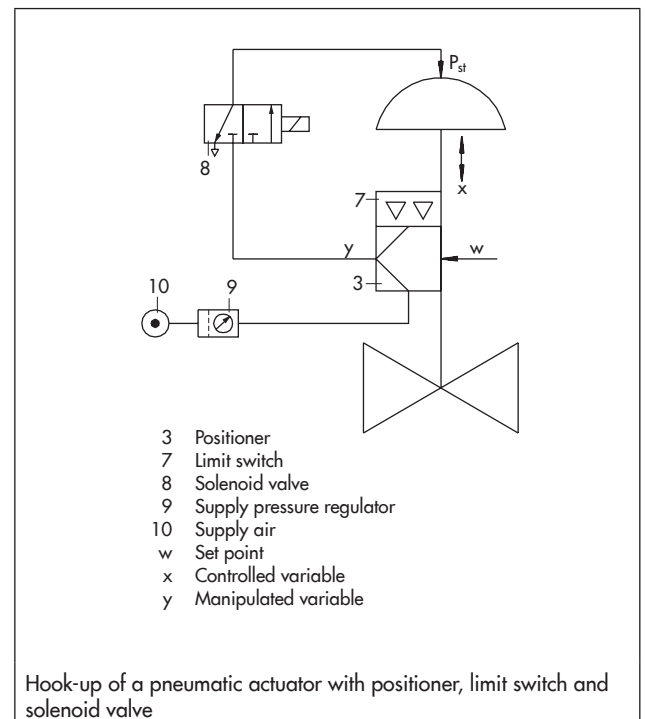 Pst
8
7
x
y
w
3
10
9
3 Positioner
7 Limit switch
8 Solenoid valve
9 Supply pressure regulator
10 Supply air
w Set point
x Controlled variable
y Manipulated variable
Hook-up of a pneumatic actuator with positioner, limit switch and
solenoid valve